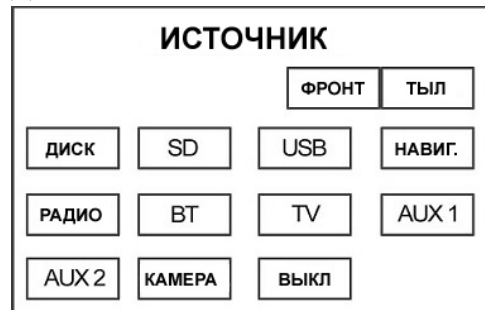 ИСТОЧНИК
ФРОНТ ТЫЛ
ДИСК SD USB НАВИГ.
РАДИО BT TV AUX 1
AUX 2 КАМЕРА ВЫКЛ